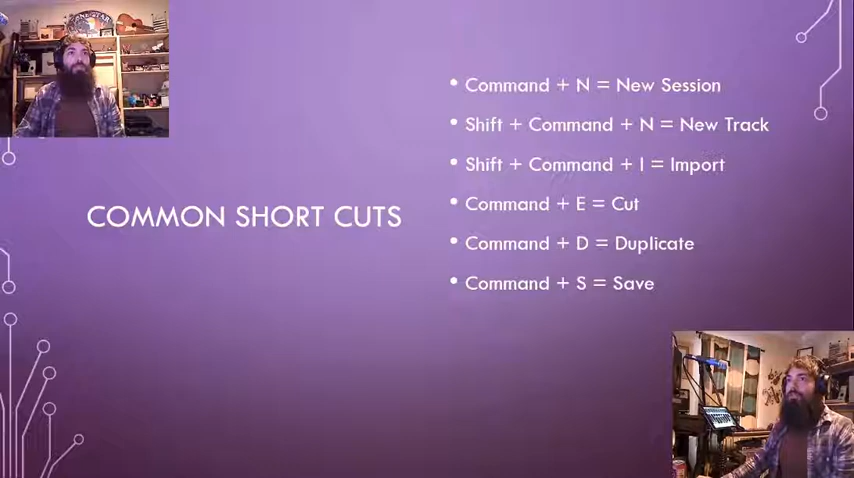 COMMON SHORT CUTS
• Command + N = New Session
• Shift + Command + N = New Track
• Shift + Command + I = Import
• Command + E = Cut
• Command + D = Duplicate
• Command + S = Save